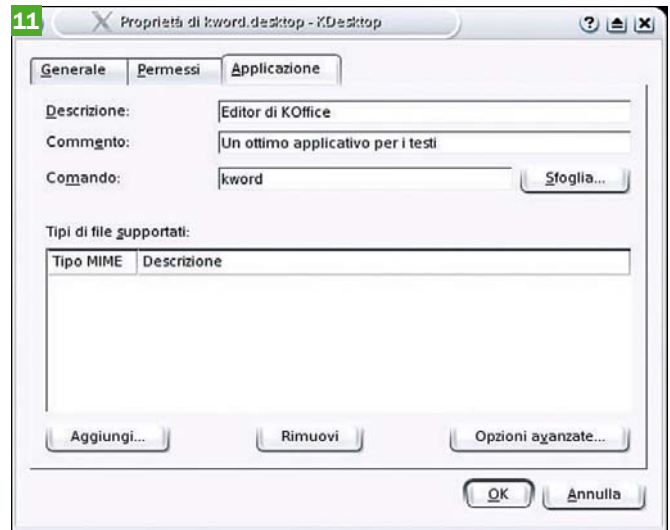 11
Proprietà di kword.desktop - KDesktop
Generale Permessi Applicazione
Descrizione: Editor di KOffice
Commento: Un ottimo applicativo per i testi
Comando: kword Sfoglia...
Tipi di file supportati:
Tipo MIME Descrizione
Aggiungi... Rimuovi Opzioni avanzate...
OK Annulla